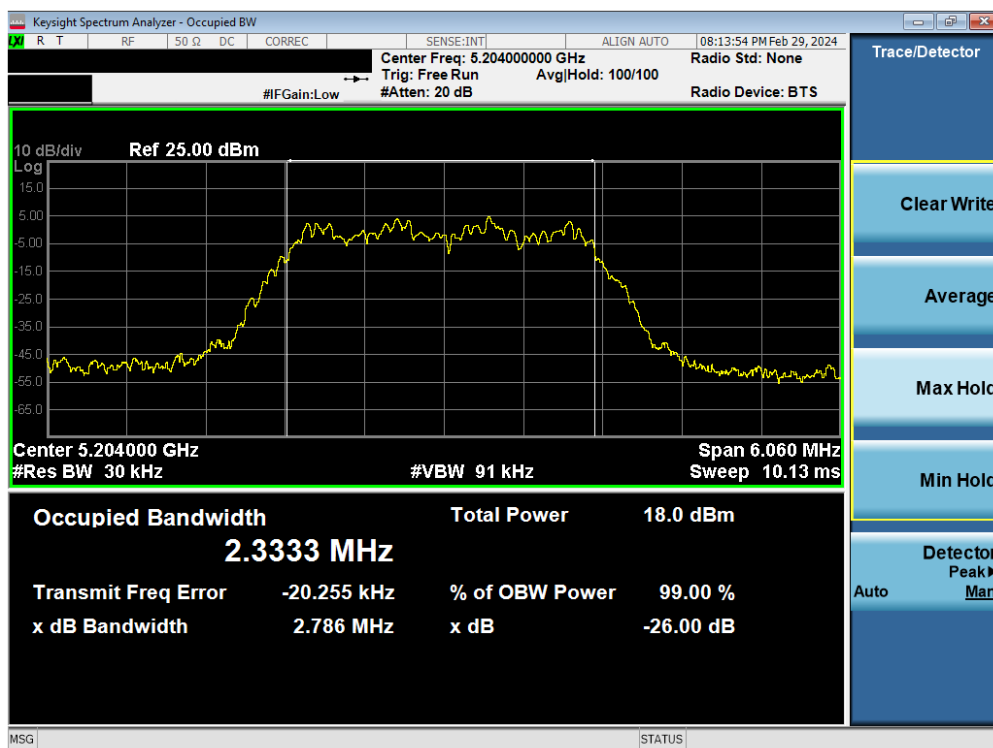 Keysight Spectrum Analyzer - Occupied BW
LXI R T RF 50 Ω DC CORREC SENSE:INT ALIGN AUTO 08:13:54 PM Feb 29, 2024
Center Freq: 5.204000000 GHz Radio Std: None
Trig: Free Run Avg|Hold: 100/100
#IFGain:Low #Atten: 20 dB Radio Device: BTS
10 dB/div Ref 25.00 dBm
Log
15.0
5.00
-5.00
-15.0
-25.0
-35.0
-45.0
-55.0
-65.0
Center 5.204000 GHz Span 6.060 MHz
#Res BW 30 kHz #VBW 91 kHz Sweep 10.13 ms
Occupied Bandwidth Total Power 18.0 dBm
2.3333 MHz
Transmit Freq Error -20.255 kHz % of OBW Power 99.00 %
x dB Bandwidth 2.786 MHz x dB -26.00 dB
MSG STATUS
Trace/Detector
Clear Write
Average
Max Hold
Min Hold
Detector
Peak
Auto Man